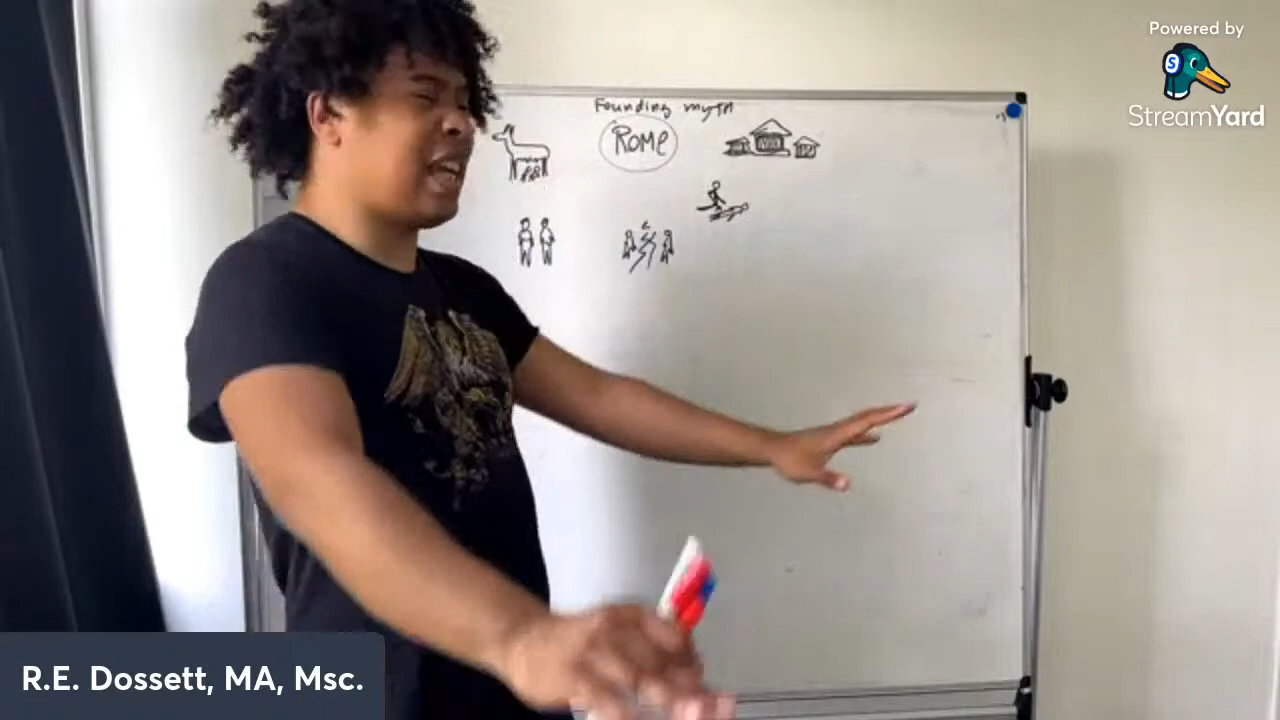 Powered by
S
StreamYard
Founding myth
ROME
R.E. Dossett, MA, Msc.